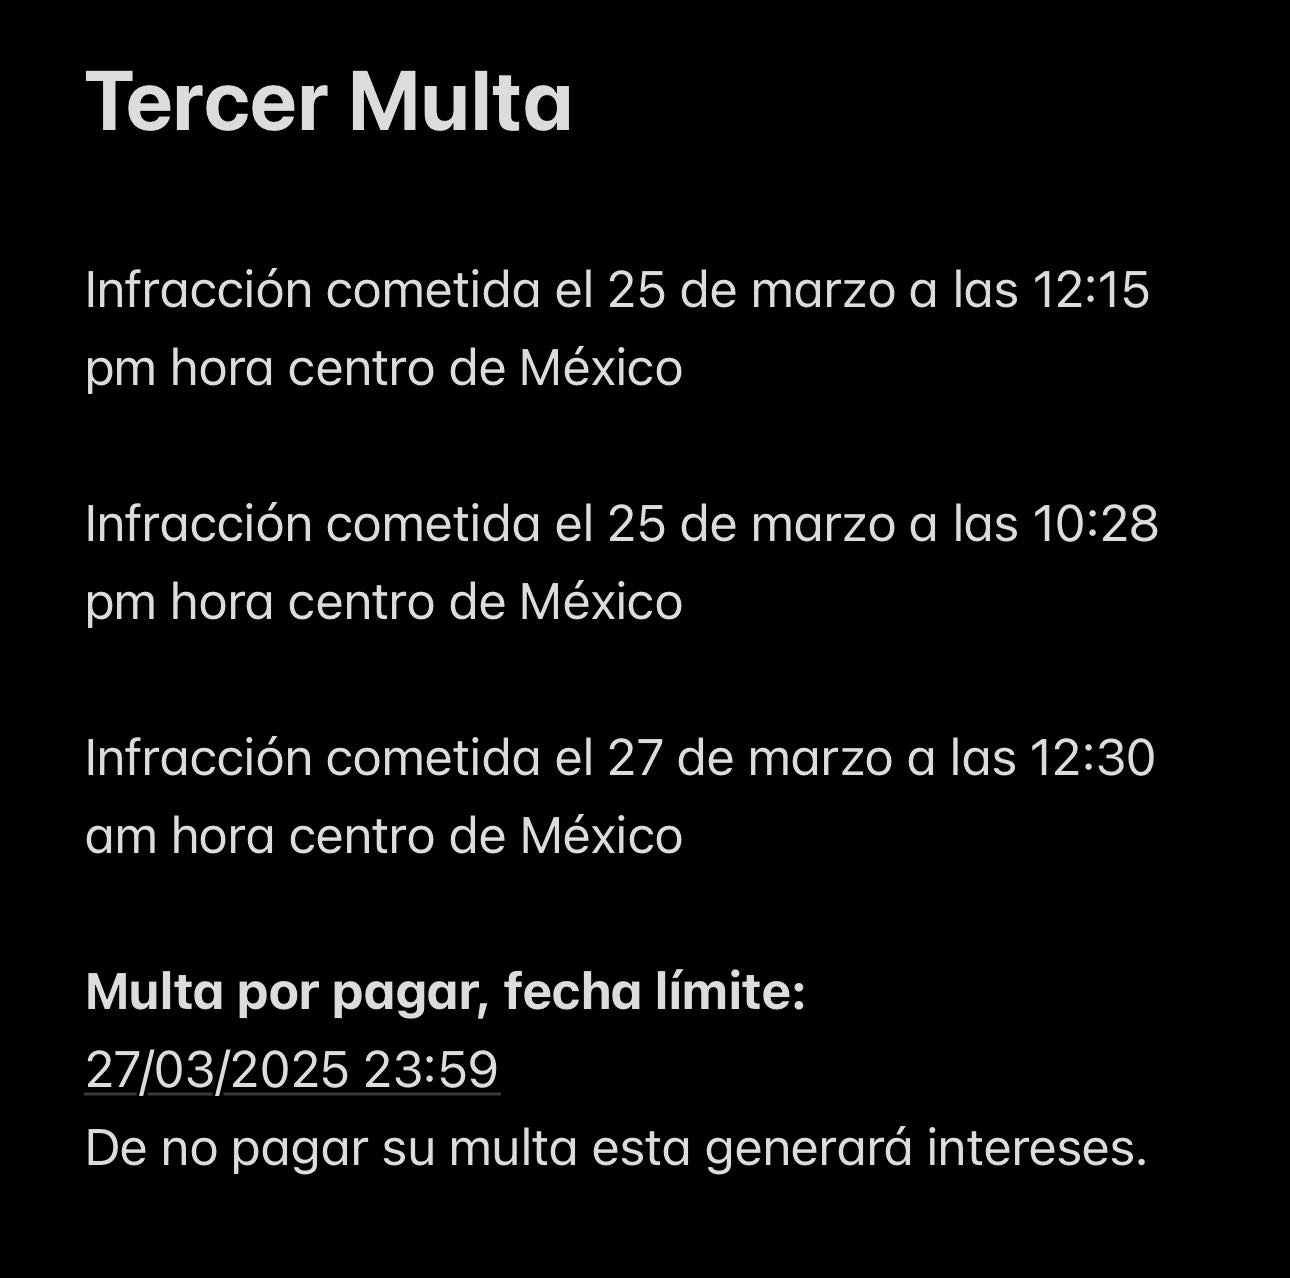 Tercer Multa
Infracción cometida el 25 de marzo a las 12:15
pm hora centro de México
Infracción cometida el 25 de marzo a las 10:28
pm hora centro de México
Infracción cometida el 27 de marzo a las 12:30
am hora centro de México
Multa por pagar, fecha límite:
27/03/2025 23:59
De no pagar su multa esta generará intereses.